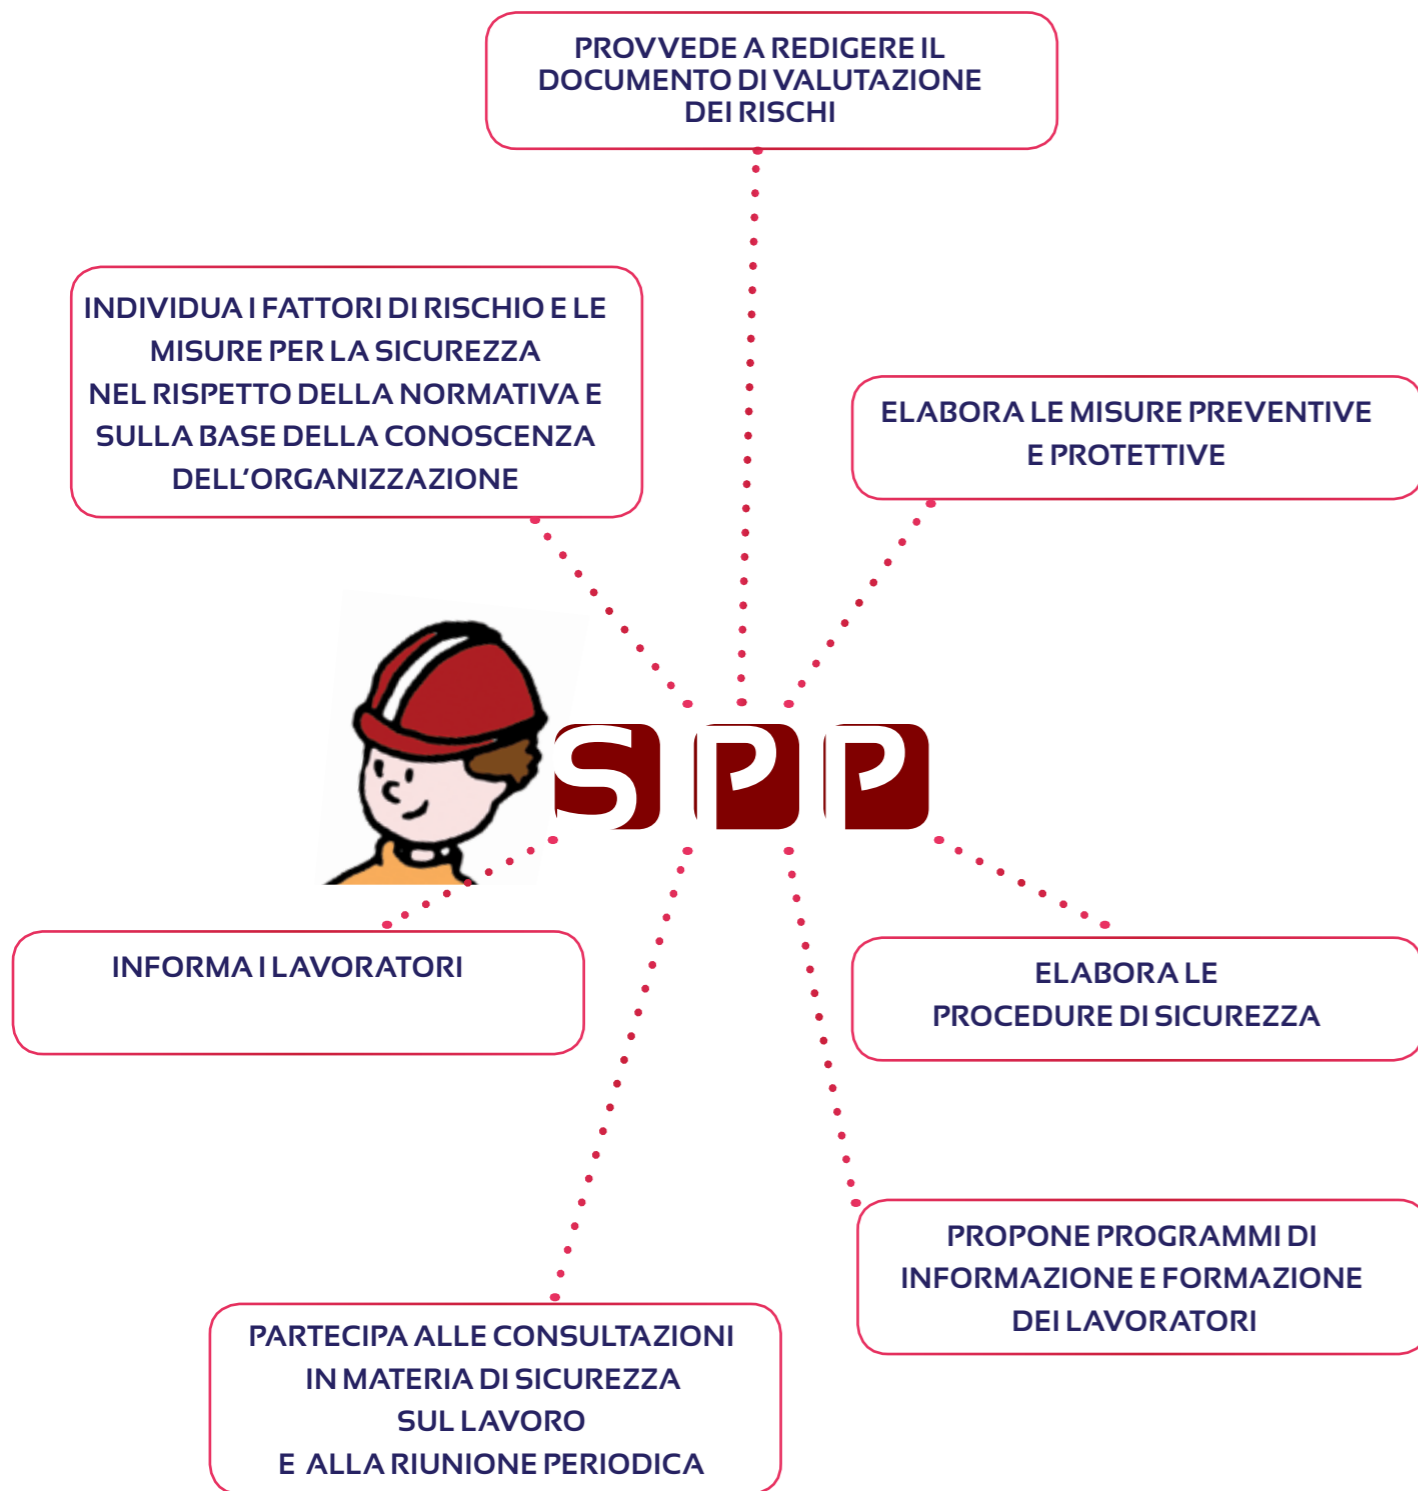 PROVVEDE A REDIGERE IL
DOCUMENTO DI VALUTAZIONE
DEI RISCHI
INDIVIDUA I FATTORI DI RISCHIO E LE
MISURE PER LA SICUREZZA
NEL RISPETTO DELLA NORMATIVA E
SULLA BASE DELLA CONOSCENZA
DELL'ORGANIZZAZIONE
ELABORA LE MISURE PREVENTIVE
E PROTETTIVE
SPP
INFORMA I LAVORATORI
ELABORA LE
PROCEDURE DI SICUREZZA
PROPONE PROGRAMMI DI
INFORMAZIONE E FORMAZIONE
DEI LAVORATORI
PARTECIPA ALLE CONSULTAZIONI
IN MATERIA DI SICUREZZA
SUL LAVORO
E ALLA RIUNIONE PERIODICA